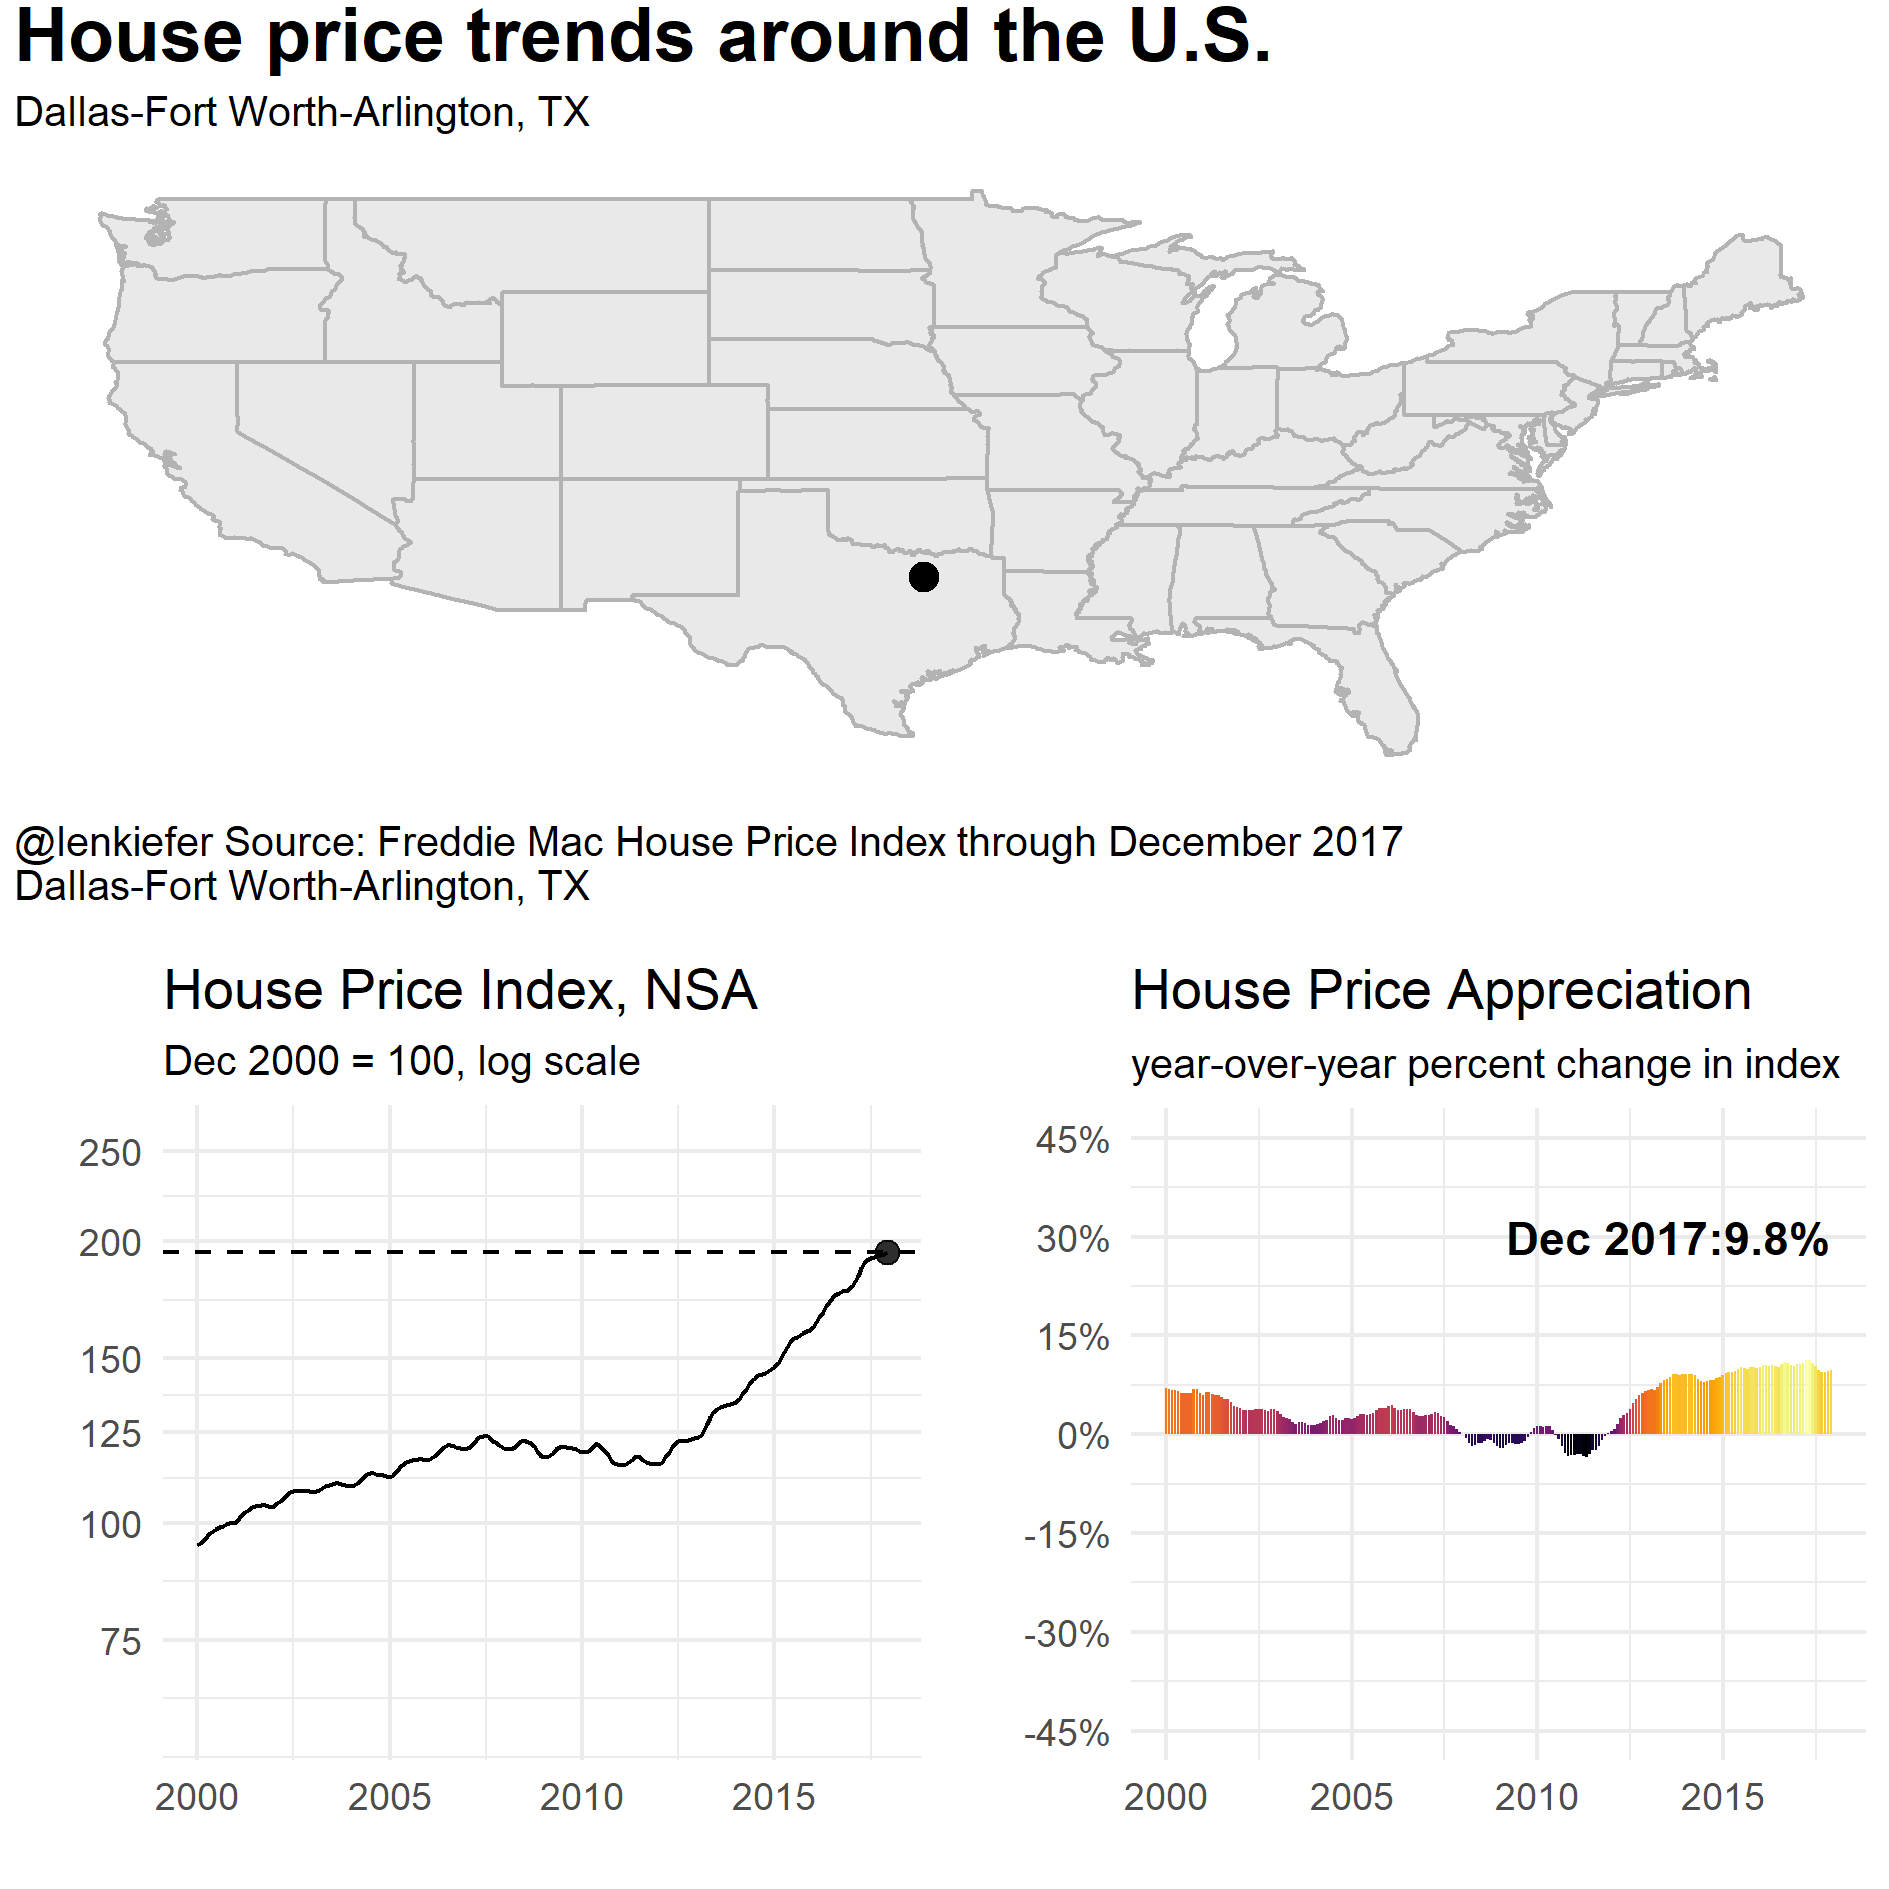 House price trends around the U.S.
Dallas-Fort Worth-Arlington, TX
@lenkiefer Source: Freddie Mac House Price Index through December 2017
Dallas-Fort Worth-Arlington, TX
House Price Index, NSA
Dec 2000 = 100, log scale
250
200
150
125
100
75
2000 2005 2010 2015
House Price Appreciation
year-over-year percent change in index
45%
30%
Dec 2017:9.8%
15%
0%
-15%
-30%
-45%
2000 2005 2010 2015